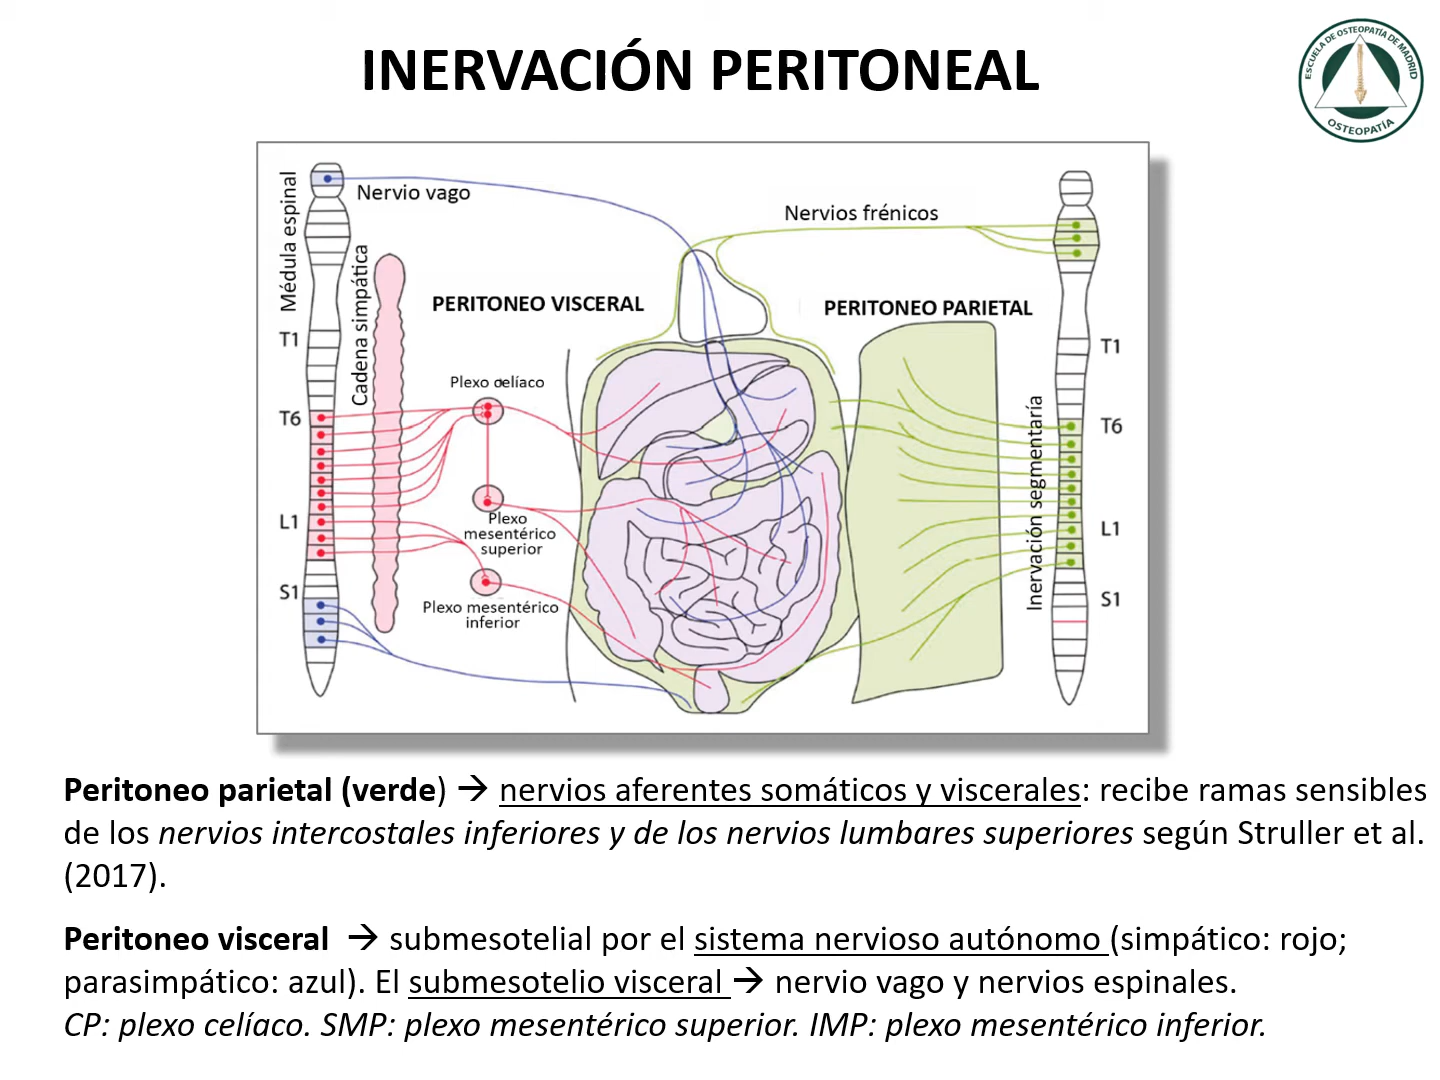 INERVACIÓN PERITONEAL
ESCUELA DE OSTEOPATÍA DE MADRID
OSTEOPATÍA
Médula espinal
Nervio vago
Cadena simpática
PERITONEO VISCERAL
Nervios frénicos
PERITONEO PARIETAL
T1
T6
L1
S1
Plexo celíaco
Plexo
mesentérico
superior
Plexo mesentérico
inferior
Inervación segmentaría
T1
T6
L1
S1
Peritoneo parietal (verde) → nervios aferentes somáticos y viscerales: recibe ramas sensibles
de los nervios intercostales inferiores y de los nervios lumbares superiores según Struller et al.
(2017).
Peritoneo visceral → submesotelial por el sistema nervioso autónomo (simpático: rojo;
parasimpático: azul). El submesotelio visceral → nervio vago y nervios espinales.
CP: plexo celíaco. SMP: plexo mesentérico superior. IMP: plexo mesentérico inferior.